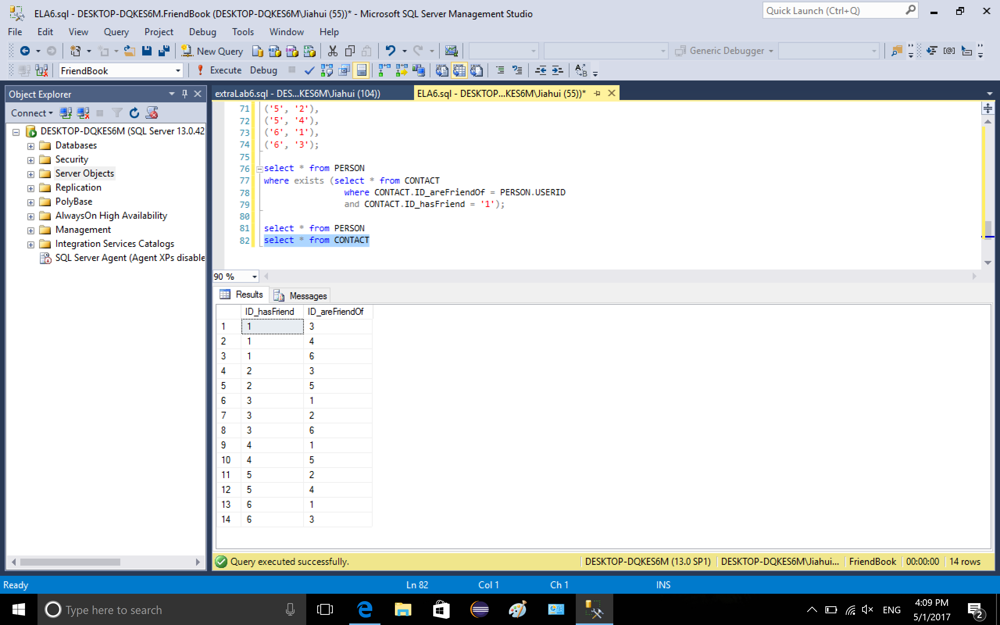 ELA6.sql - DESKTOP-DQKES6M.FriendBook (DESKTOP-DQKES6M\Jiahui (55))* - Microsoft SQL Server Management Studio
Quick Launch (Ctrl+Q)
File Edit View Query Project Debug Tools Window Help
New Query
Generic Debugger
FriendBook
Execute Debug
Object Explorer
extraLab6.sql - DES...KES6M\Jiahui (104))
ELA6.sql - DESKTOP...KES6M\Jiahui (55))*
Connect
DESKTOP-DQKES6M (SQL Server 13.0.42
Databases
Security
Server Objects
Replication
PolyBase
AlwaysOn High Availability
Management
Integration Services Catalogs
SQL Server Agent (Agent XPs disable
71 ('5', '2'),
72 ('5', '4'),
73 ('6', '1'),
74 ('6', '3');
75
76 select * from PERSON
77 where exists (select * from CONTACT
78 where CONTACT.ID_areFriendOf = PERSON.USERID
79 and CONTACT.ID_hasFriend = '1');
80
81 select * from PERSON
82 select * from CONTACT
90 %
Results Messages
ID_hasFriend ID_areFriendOf
1 1 3
2 1 4
3 1 6
4 2 3
5 2 5
6 3 1
7 3 2
8 3 6
9 4 1
10 4 5
11 5 2
12 5 4
13 6 1
14 6 3
Query executed successfully.
DESKTOP-DQKES6M (13.0 SP1) DESKTOP-DQKES6M\Jiahui... FriendBook 00:00:00 14 rows
Ready Ln 82 Col 1 Ch 1 INS
Type here to search
ENG
4:09 PM
5/1/2017
2